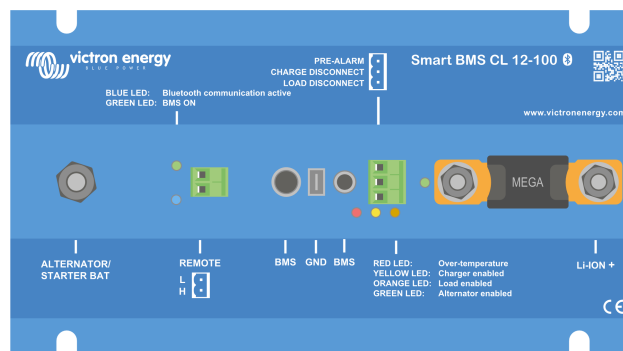 victron energy
BLUE POWER
PRE-ALARM
CHARGE DISCONNECT
LOAD DISCONNECT
Smart BMS CL 12-100
BLUE LED: Bluetooth communication active
GREEN LED: BMS ON
www.victronenergy.com
MEGA
ALTERNATOR/
STARTER BAT
REMOTE
L
H
BMS GND BMS
RED LED: Over-temperature
YELLOW LED: Charger enabled
ORANGE LED: Load enabled
GREEN LED: Alternator enabled
Li-ION +
CE